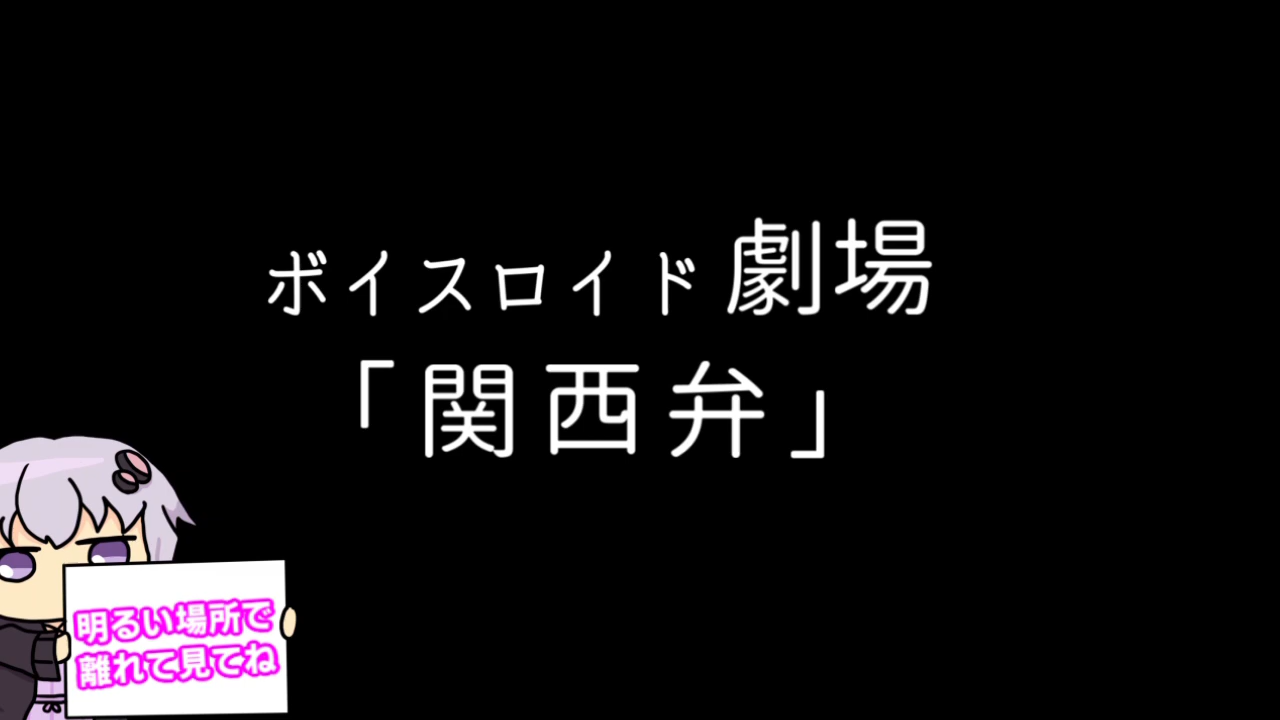 ボイスロイド劇場
「関西弁」
明るい場所で
離れて見てね